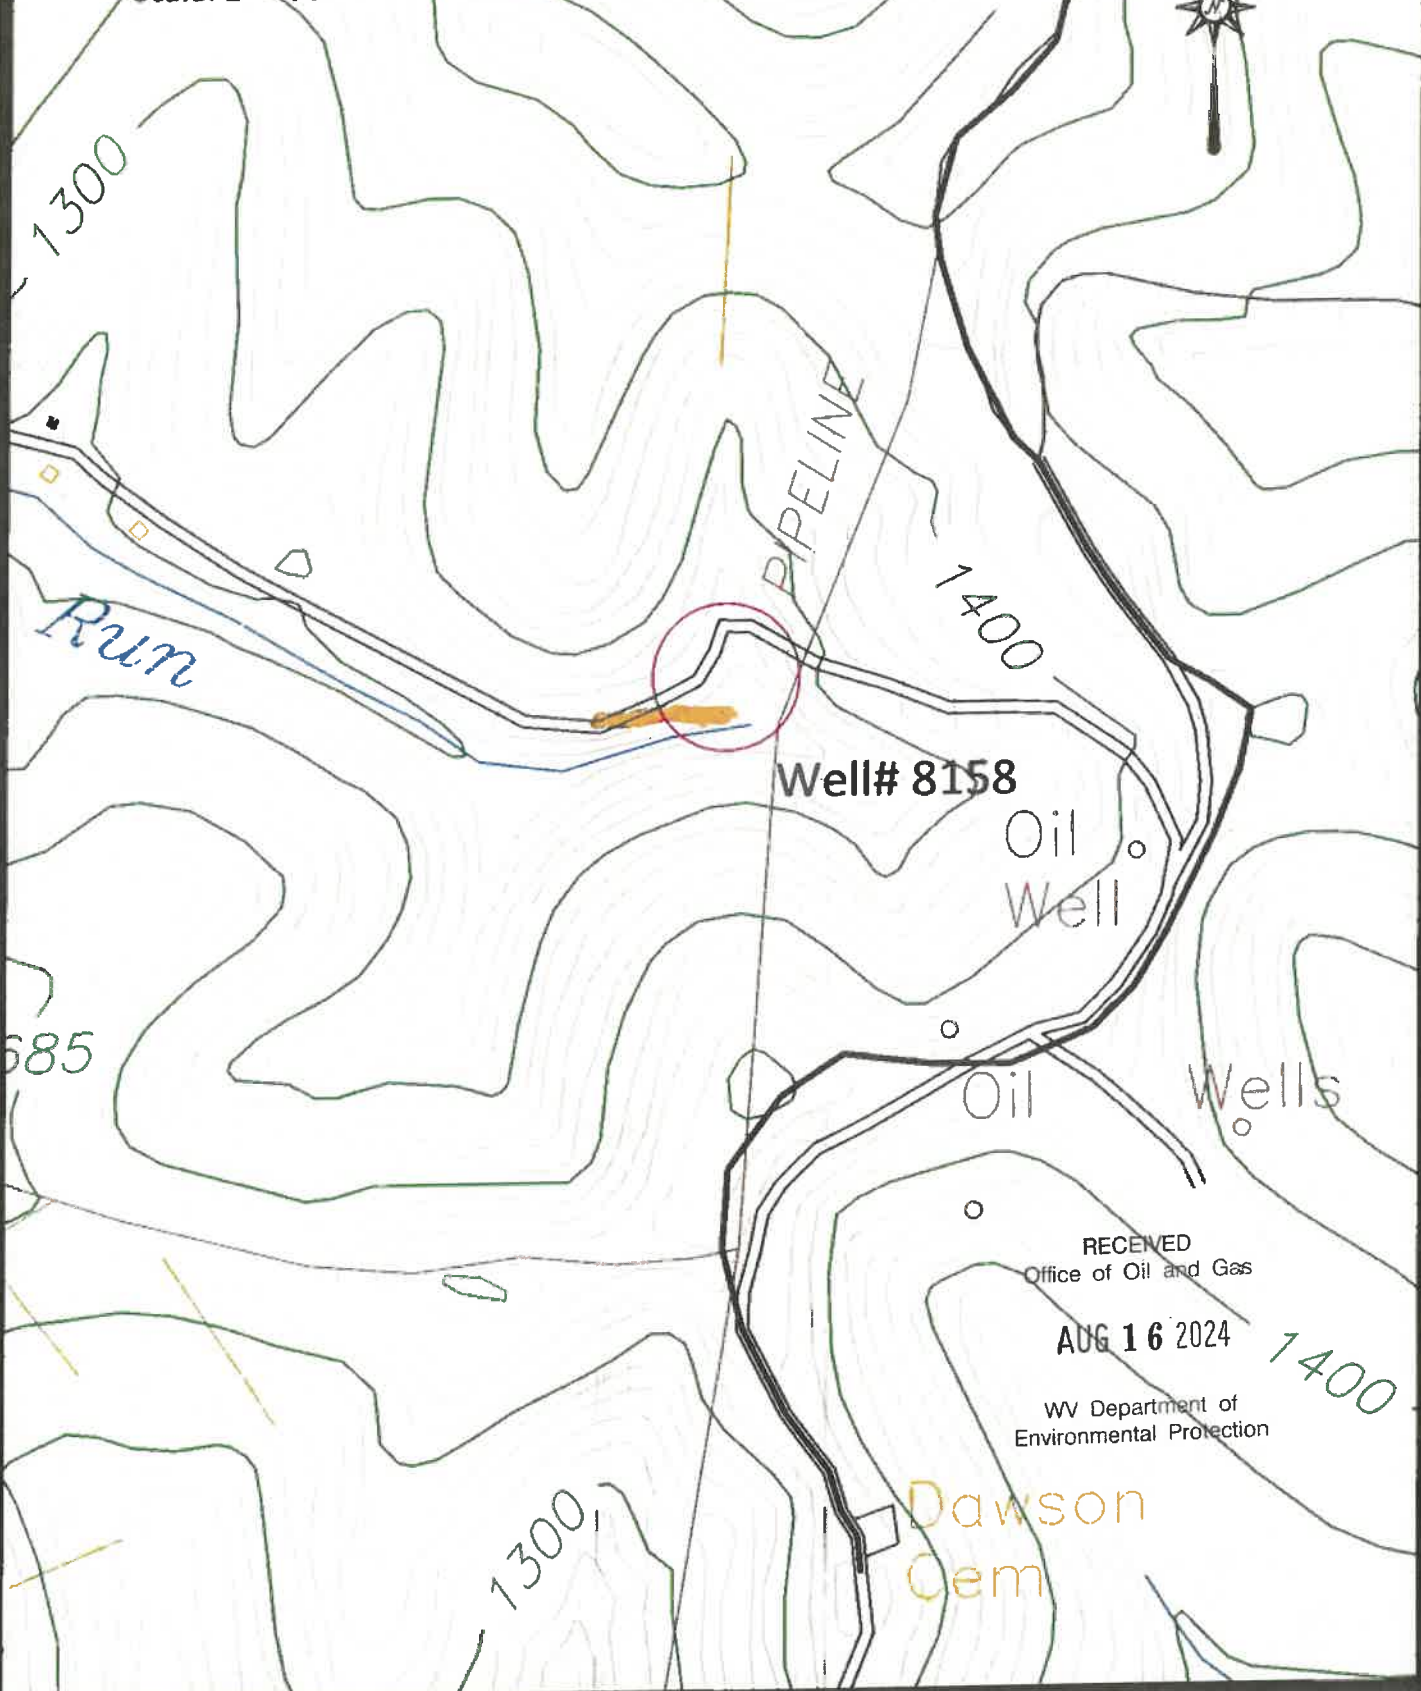 N
1300
PIPELINE
1400
Run
Well# 8158
Oil
Well
685
Oil
Wells
RECEIVED
Office of Oil and Gas
AUG 16 2024
1400
WV Department of
Environmental Protection
Dawson
Cem
1300